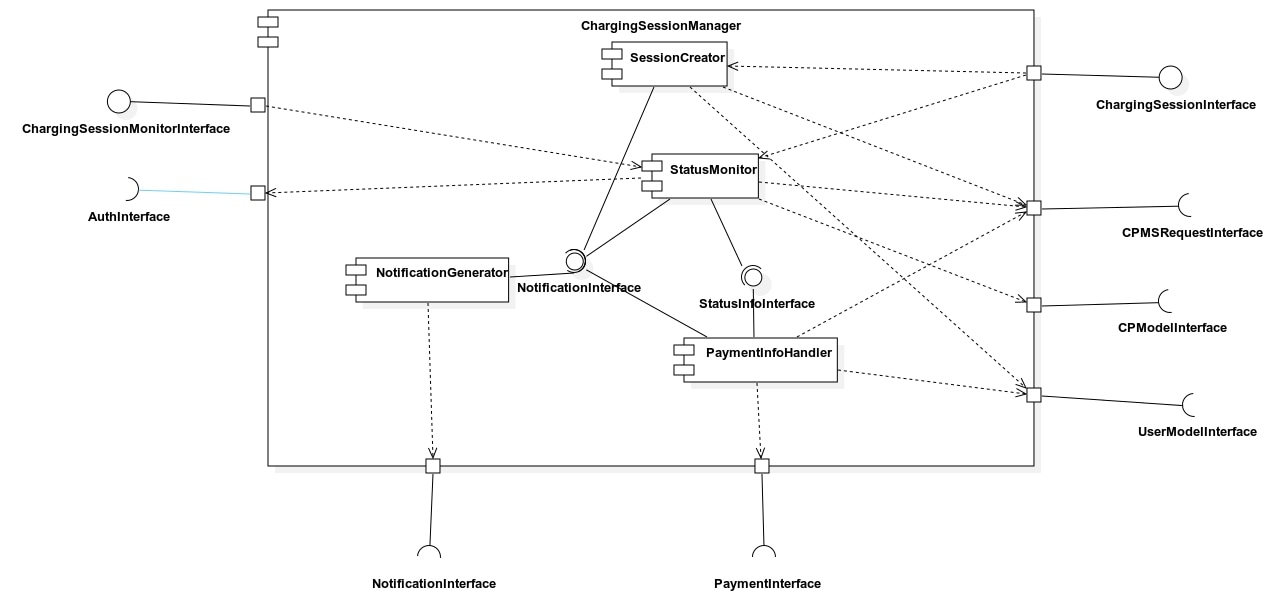 ChargingSessionManager
SessionCreator
ChargingSessionInterface
ChargingSessionMonitorInterface
StatusMonitor
AuthInterface
CPMSRequestInterface
NotificationGenerator
NotificationInterface
StatusInfoInterface
CPModelInterface
PaymentInfoHandler
UserModelInterface
NotificationInterface
PaymentInterface